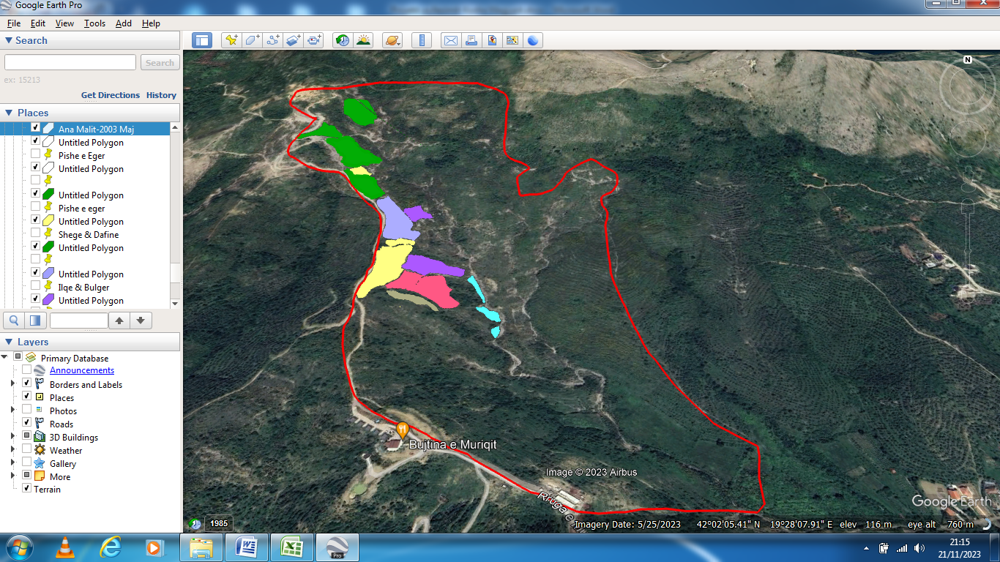 Google Earth Pro
File Edit View Tools Add Help
Search
Search
ex: 15213
Get Directions History
Places
Ana Malit-2003 Maj
Untitled Polygon
Pishe e Eger
Untitled Polygon
Untitled Polygon
Pishe e eger
Untitled Polygon
Shege & Dafine
Untitled Polygon
Untitled Polygon
Ilqe & Bulger
Untitled Polygon
Layers
Primary Database
Announcements
Borders and Labels
Places
Photos
Roads
3D Buildings
Weather
Gallery
More
Terrain
N
Bujtina e Muriqit
Image © 2023 Airbus
Rruga e
Google Earth
1985
Imagery Date: 5/25/2023 42°02'05.41" N 19°28'07.91" E elev 116 m eye alt 760 m
Pro
21:15
21/11/2023